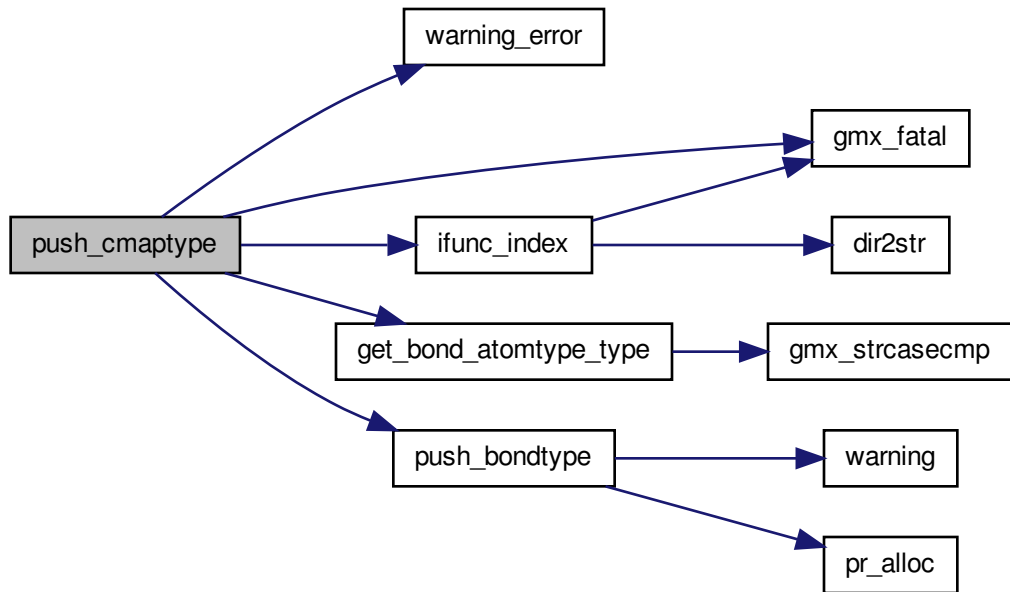 warning_error
gmx_fatal
push_cmaptype
ifunc_index
dir2str
get_bond_atomtype_type
gmx_strcasecmp
push_bondtype
warning
pr_alloc